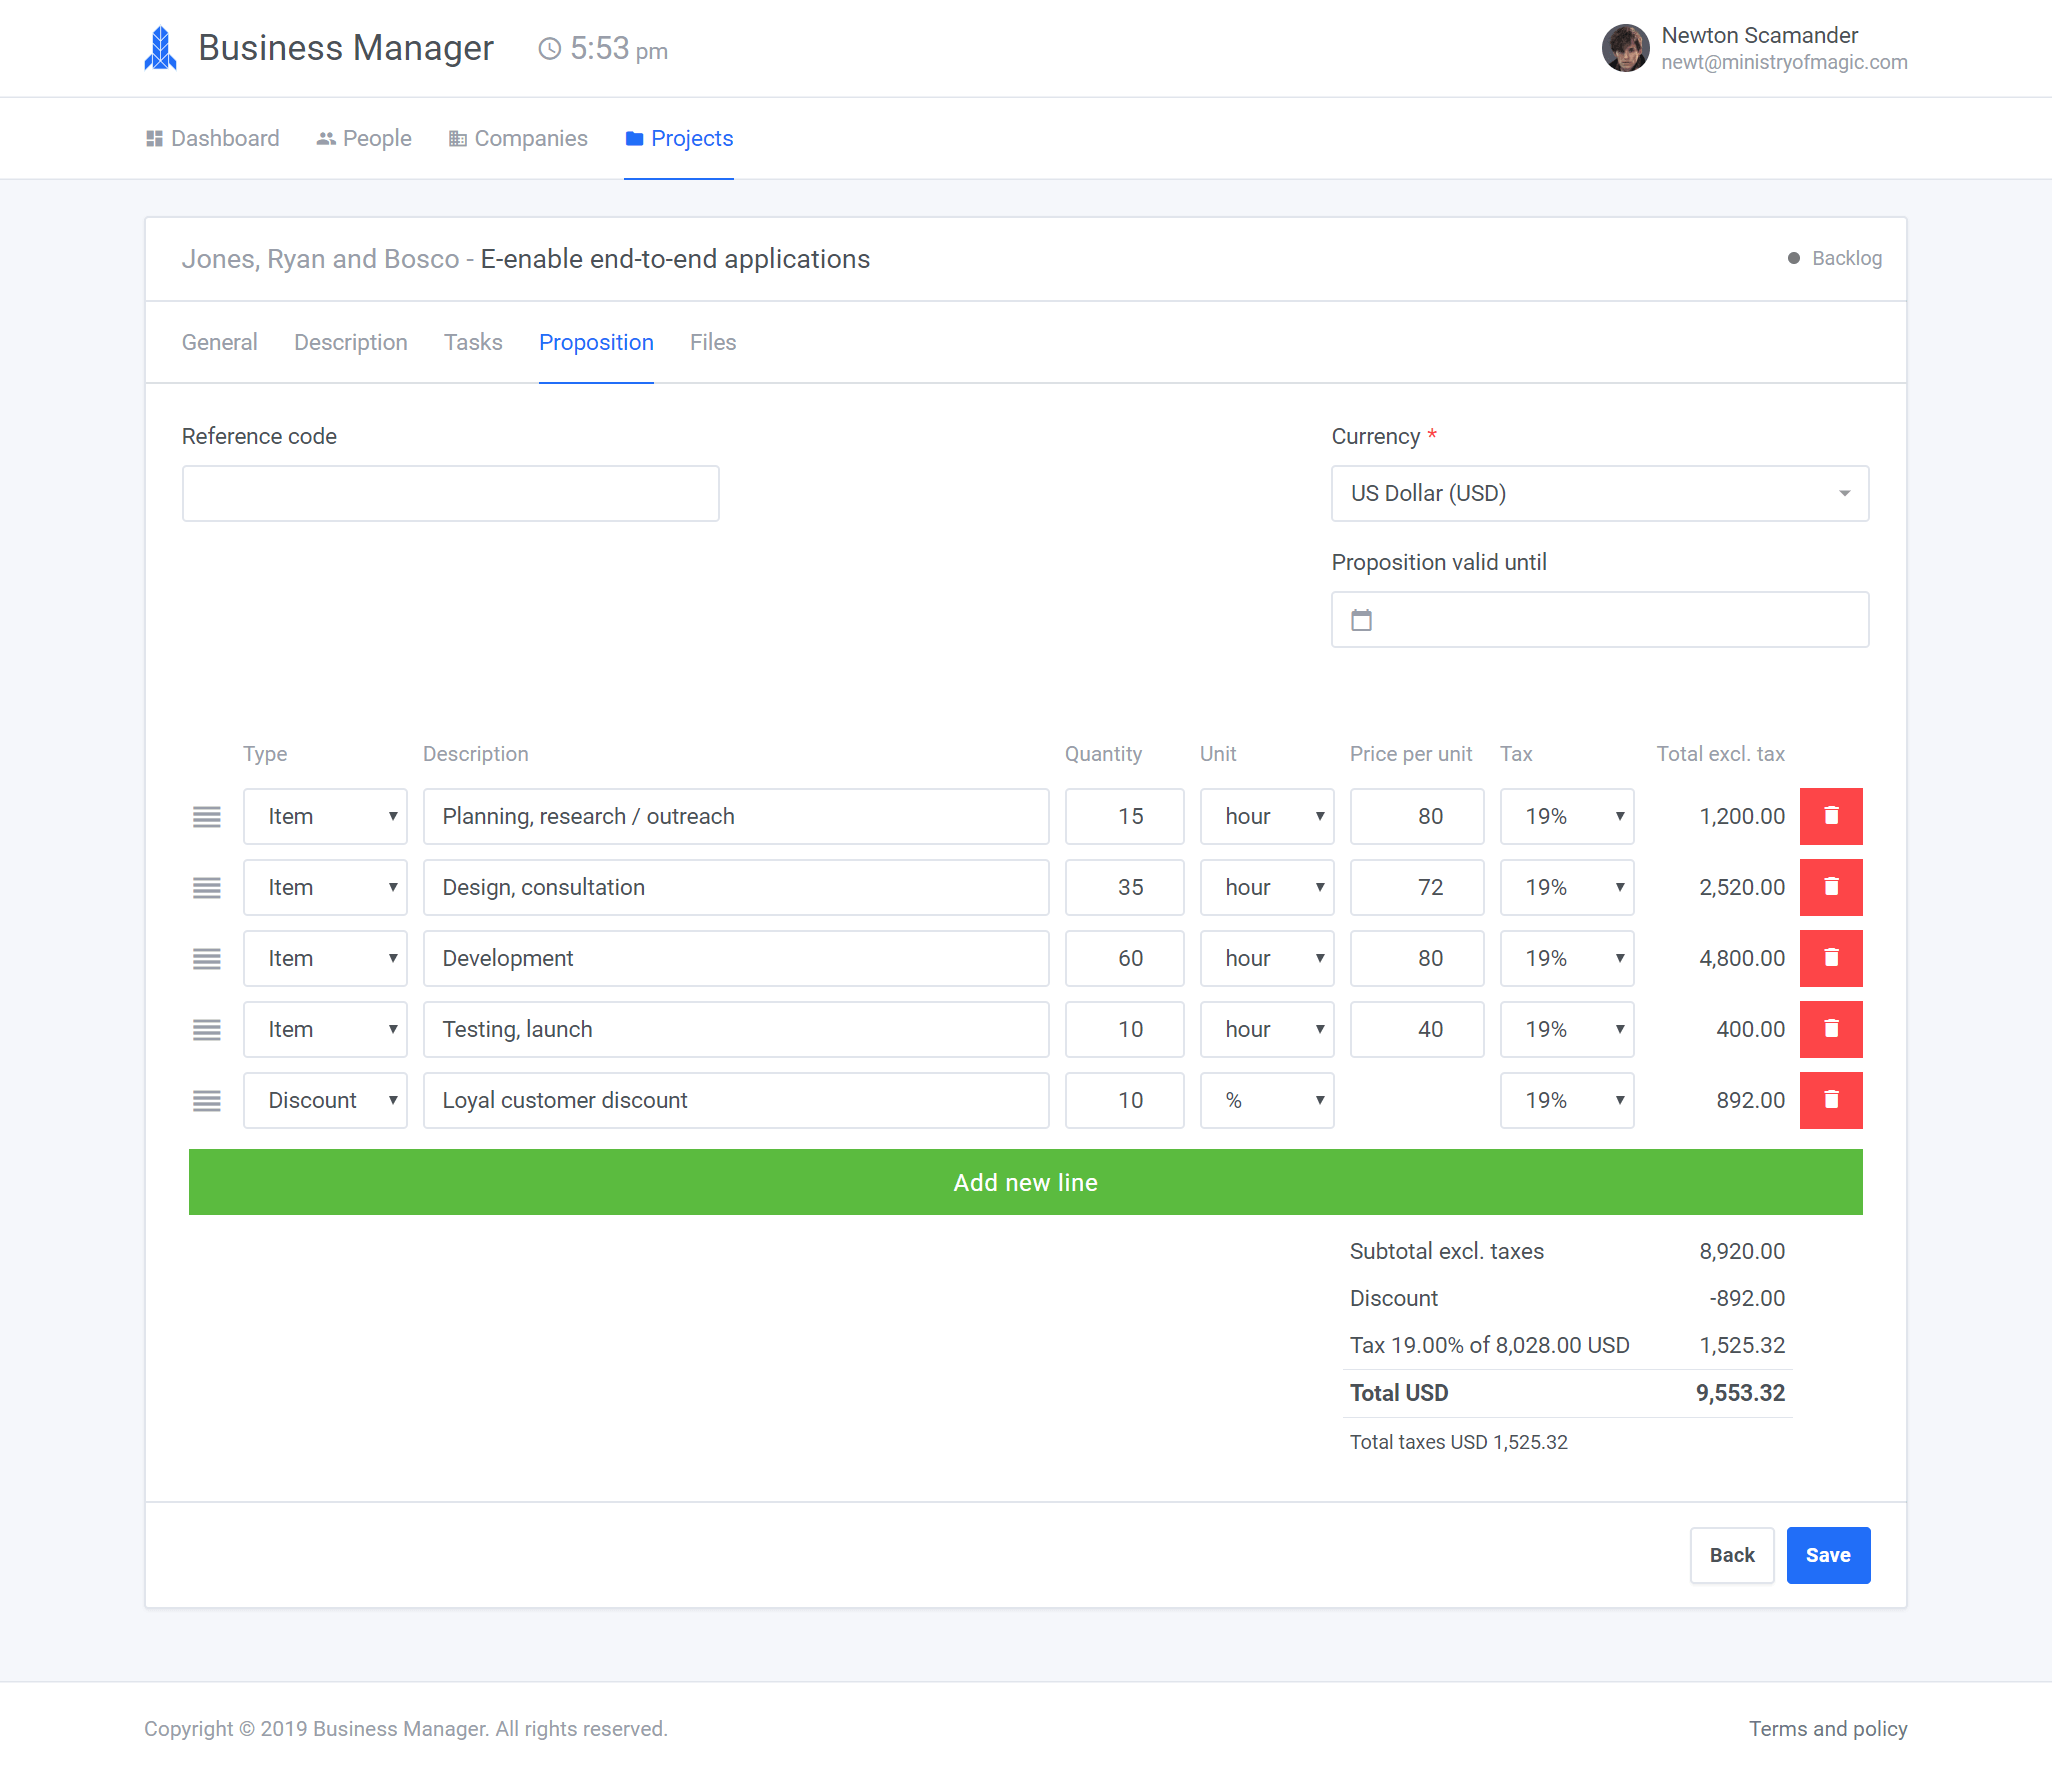 Business Manager 5:53 pm
Newton Scamander
newt@ministryofmagic.com
Dashboard People Companies Projects
Jones, Ryan and Bosco - E-enable end-to-end applications Backlog
General Description Tasks Proposition Files
Reference code Currency *
US Dollar (USD)
Proposition valid until
Type Description Quantity Unit Price per unit Tax Total excl. tax
Item Planning, research / outreach 15 hour 80 19% 1,200.00
Item Design, consultation 35 hour 72 19% 2,520.00
Item Development 60 hour 80 19% 4,800.00
Item Testing, launch 10 hour 40 19% 400.00
Discount Loyal customer discount 10 % 19% 892.00
Add new line
Subtotal excl. taxes 8,920.00
Discount -892.00
Tax 19.00% of 8,028.00 USD 1,525.32
Total USD 9,553.32
Total taxes USD 1,525.32
Back Save
Copyright © 2019 Business Manager. All rights reserved. Terms and policy